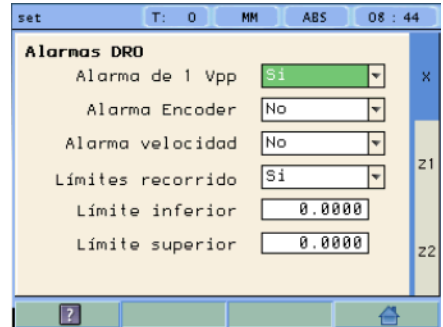 set T: 0 MM ABS 08 : 44
Alarmas DRO
Alarma de 1 Vpp Si
X
Alarma Encoder No
Alarma velocidad No
Z1
Límites recorrido Si
Límite inferior 0.0000
Límite superior 0.0000
Z2
?